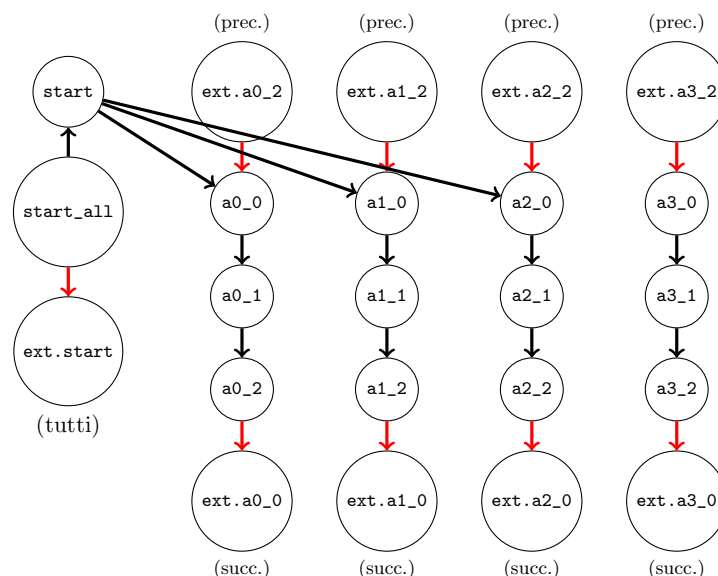 (prec.) (prec.) (prec.) (prec.)
start ext.a0_2 ext.a1_2 ext.a2_2 ext.a3_2
start_all a0_0 a1_0 a2_0 a3_0
a0_1 a1_1 a2_1 a3_1
ext.start
a0_2 a1_2 a2_2 a3_2
(tutti)
ext.a0_0 ext.a1_0 ext.a2_0 ext.a3_0
(succ.) (succ.) (succ.) (succ.)